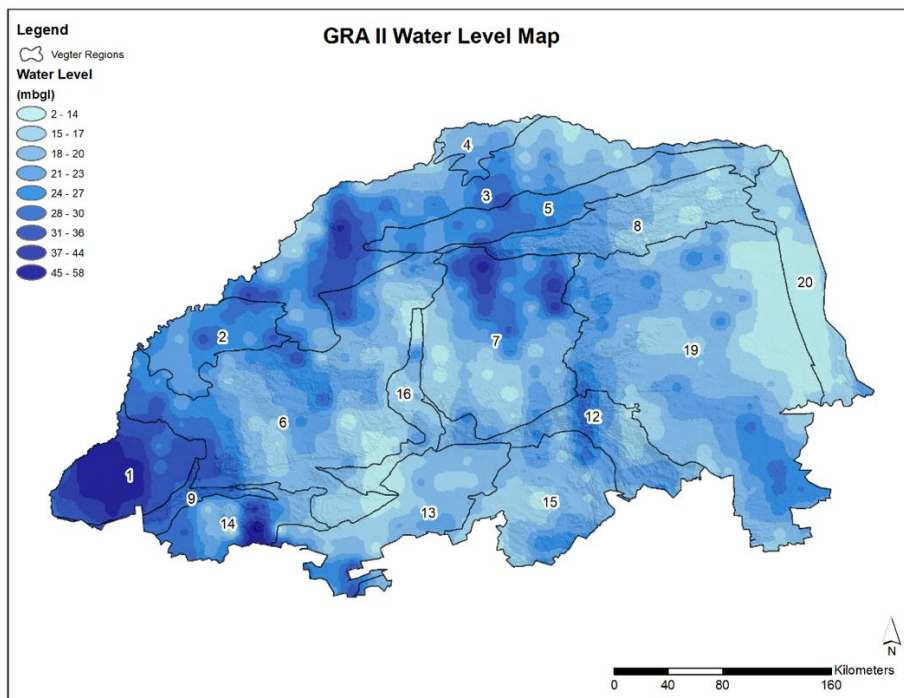 GRA II Water Level Map
Legend
Vegter Regions
Water Level
(mbgl)
2 - 14
15 - 17
18 - 20
21 - 23
24 - 27
28 - 30
31 - 36
37 - 44
45 - 58
4
3
5
8
20
2
7
19
16
12
6
1
9
14
13
15
N
Kilometers
0 40 80 160